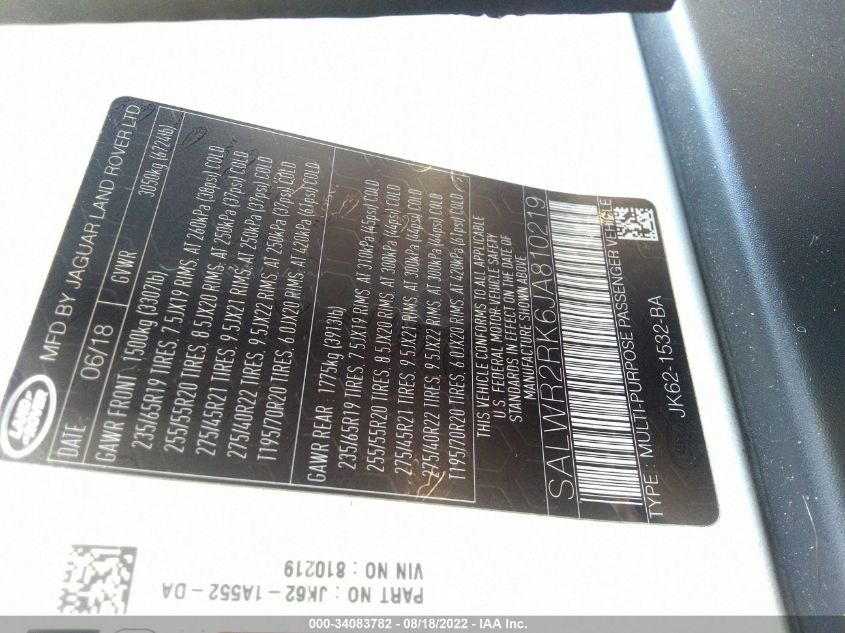 LAND ROVER
MFD BY JAGUAR LAND ROVER LTD
DATE 06/18 GVWR 3050kg (6724lb)
GAWR FRONT : 1500kg (3307lb)
235/65R19 TIRES. 7.5JX19 RIMS. AT 260kPa (38psi) COLD
255/55R20 TIRES. 8.5JX20 RIMS. AT 250kPa (37psi) COLD
275/45R21 TIRES. 9.5JX21 RIMS. AT 250kPa (37psi) COLD
275/40R22 TIRES. 9.5JX22 RIMS. AT 250kPa (37psi) COLD
T195/70R20 TIRES. 6.0JX20 RIMS. AT 420kPa (61psi) COLD
GAWR REAR : 1775kg (3913lb)
235/65R19 TIRES. 7.5JX19 RIMS. AT 310kPa (45psi) COLD
255/55R20 TIRES. 8.5JX20 RIMS. AT 300kPa (44psi) COLD
275/45R21 TIRES. 9.5JX21 RIMS. AT 300kPa (44psi) COLD
275/40R22 TIRES. 9.5JX22 RIMS. AT 300kPa (44psi) COLD
T195/70R20 TIRES. 6.0JX20 RIMS. AT 420kPa (61psi) COLD
THIS VEHICLE CONFORMS TO ALL APPLICABLE
U.S. FEDERAL MOTOR VEHICLE SAFETY
STANDARDS IN EFFECT ON THE DATE OF
MANUFACTURE SHOWN ABOVE.
SALWR2RK6JA810219
TYPE : MULTI-PURPOSE PASSENGER VEHICLE
JK62-1532-BA
PART NO : JK62-1A552-DA
VIN NO : 810219
000-34083782 - 08/18/2022 - IAA Inc.